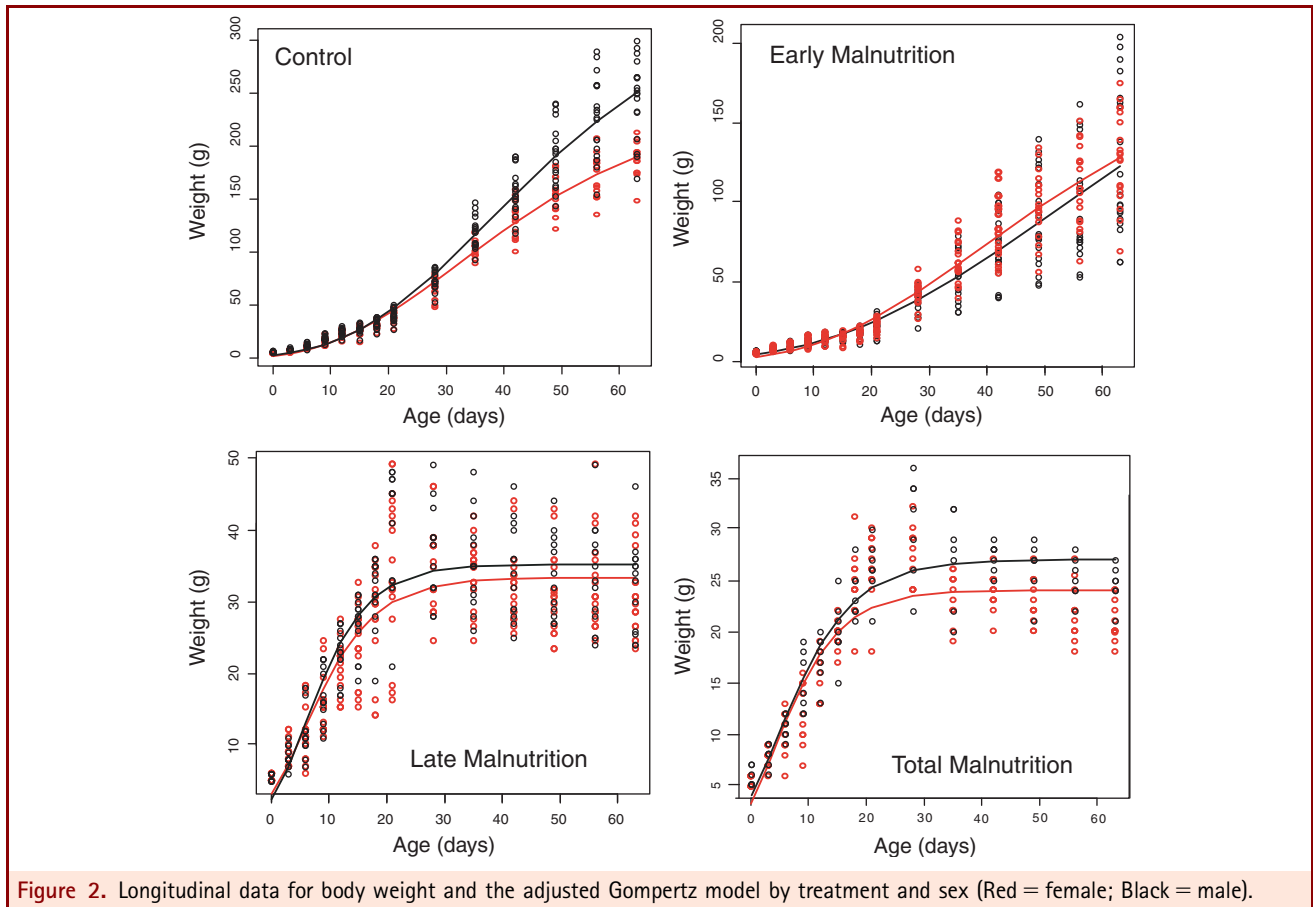 Control
Weight (g)
300
250
200
150
100
50
0
0 10 20 30 40 50 60
Age (days)
Early Malnutrition
Weight (g)
200
150
100
50
0
0 10 20 30 40 50 60
Age (days)
Late Malnutrition
Weight (g)
50
40
30
20
10
0 10 20 30 40 50 60
Age (days)
Total Malnutrition
Weight (g)
35
30
25
20
15
10
5
0 10 20 30 40 50 60
Age (days)
Figure 2. Longitudinal data for body weight and the adjusted Gompertz model by treatment and sex (Red = female; Black = male).